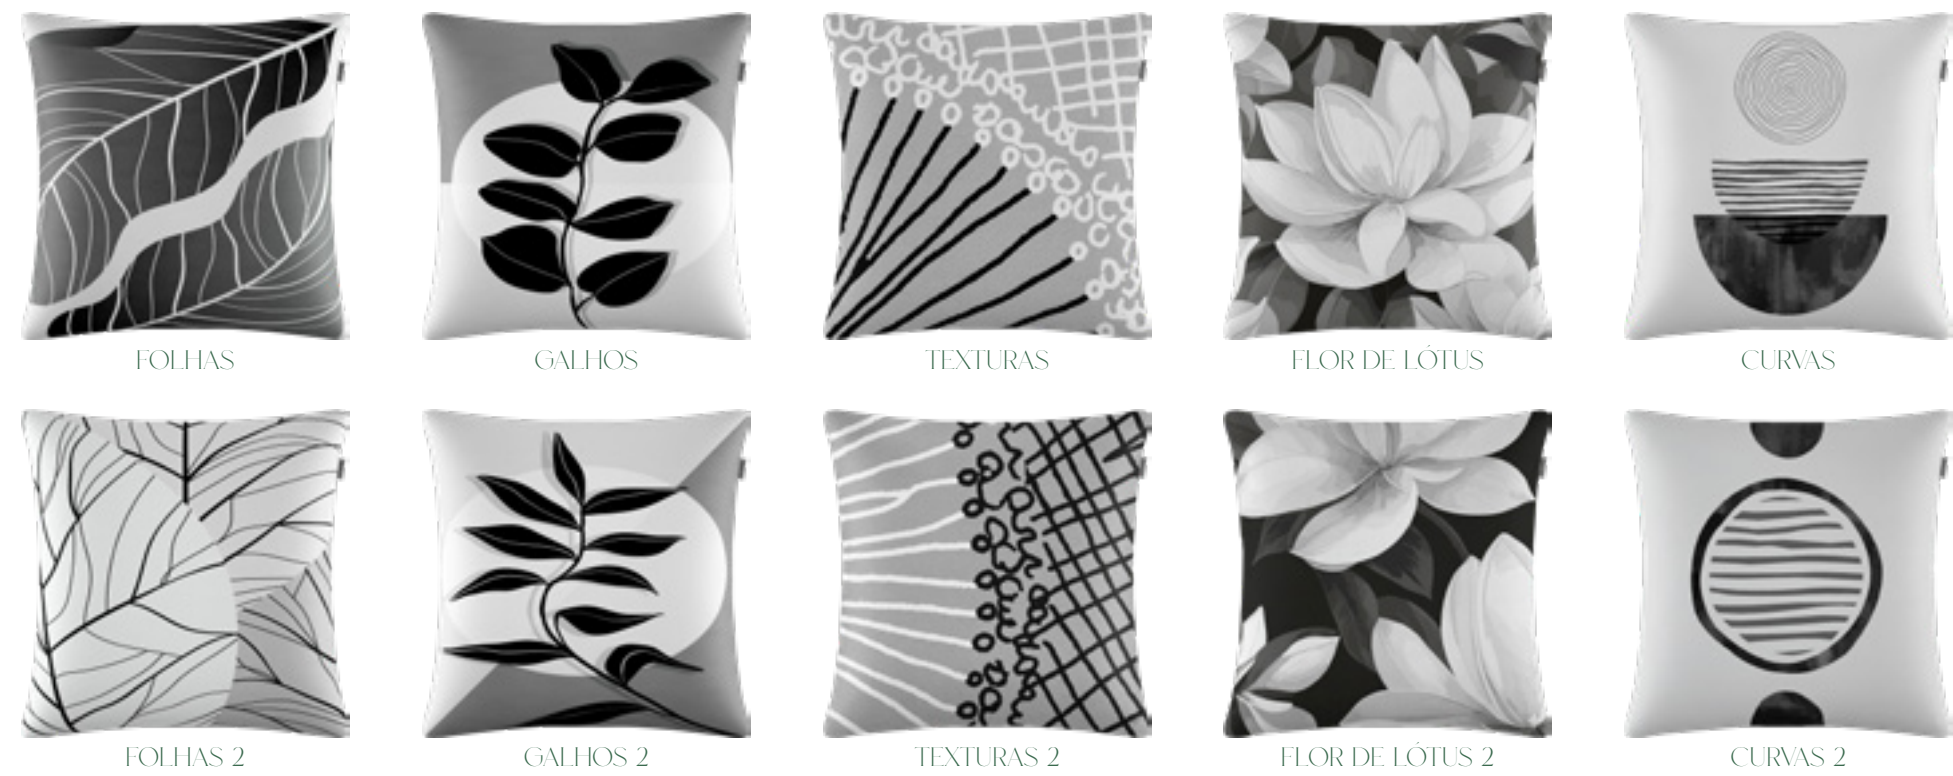 FOLHAS
GALHOS
TEXTURAS
FLOR DE LÓTUS
CURVAS
FOLHAS 2
GALHOS 2
TEXTURAS 2
FLOR DE LÓTUS 2
CURVAS 2